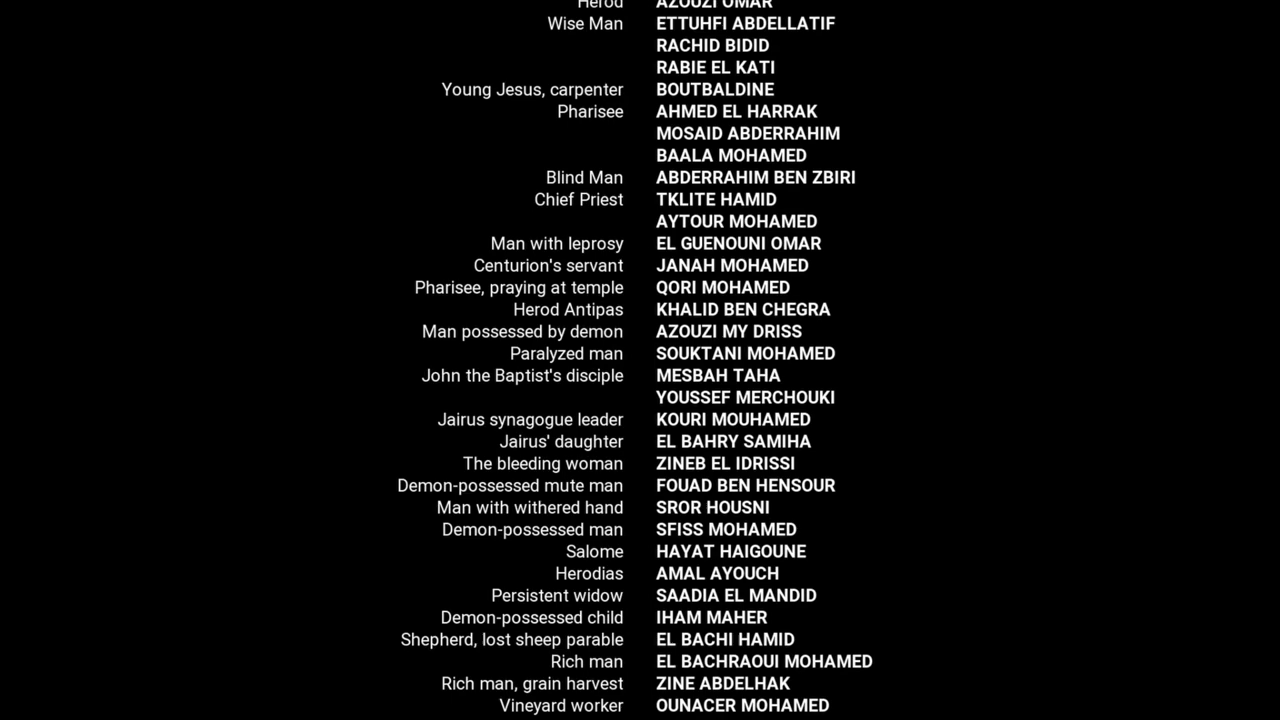 Herod AZOUZI OMAR
Wise Man ETTUHFI ABDELLATIF
RACHID BIDID
RABIE EL KATI
Young Jesus, carpenter BOUTBALDINE
Pharisee AHMED EL HARRAK
MOSAID ABDERRAHIM
BAALA MOHAMED
Blind Man ABDERRAHIM BEN ZBIRI
Chief Priest TKLITE HAMID
AYTOUR MOHAMED
Man with leprosy EL GUENOUNI OMAR
Centurion's servant JANAH MOHAMED
Pharisee, praying at temple QORI MOHAMED
Herod Antipas KHALID BEN CHEGRA
Man possessed by demon AZOUZI MY DRISS
Paralyzed man SOUKTANI MOHAMED
John the Baptist's disciple MESBAH TAHA
YOUSSEF MERCHOUKI
Jairus synagogue leader KOURI MOUHAMED
Jairus' daughter EL BAHRY SAMIHA
The bleeding woman ZINEB EL IDRISSI
Demon-possessed mute man FOUAD BEN HENSOUR
Man with withered hand SROR HOUSNI
Demon-possessed man SFISS MOHAMED
Salome HAYAT HAIGOUNE
Herodias AMAL AYOUCH
Persistent widow SAADIA EL MANDID
Demon-possessed child IHAM MAHER
Shepherd, lost sheep parable EL BACHI HAMID
Rich man EL BACHRAOUI MOHAMED
Rich man, grain harvest ZINE ABDELHAK
Vineyard worker OUNACER MOHAMED